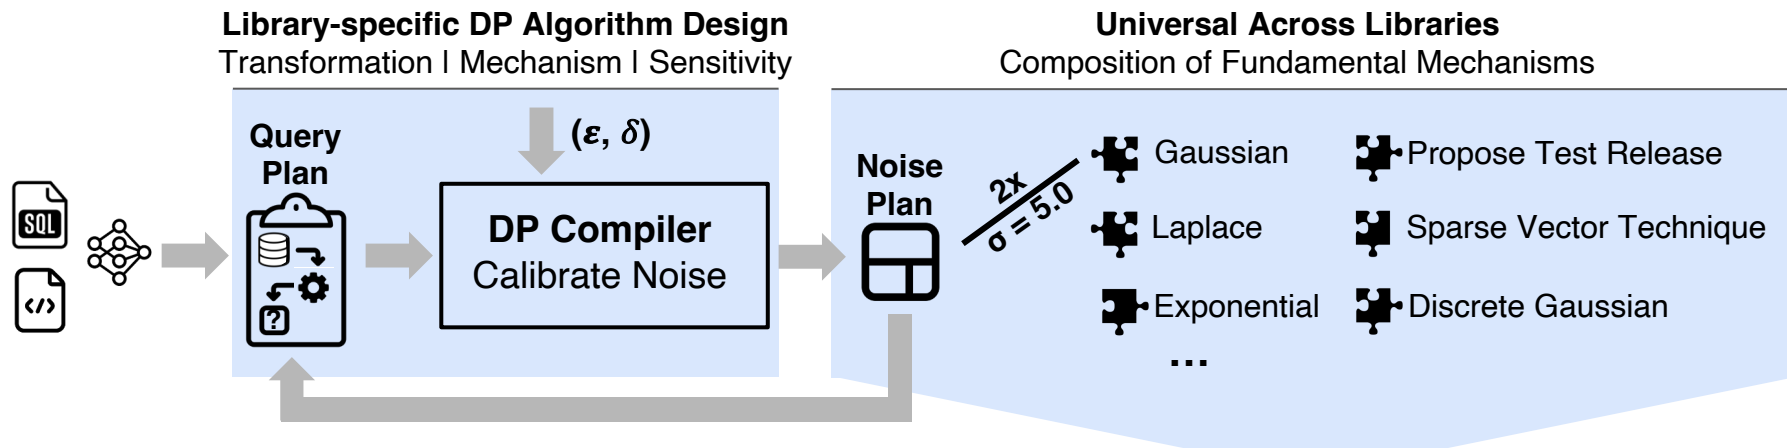 Library-specific DP Algorithm Design
Transformation | Mechanism | Sensitivity
Universal Across Libraries
Composition of Fundamental Mechanisms
SQL
</>
Query
Plan
?
(ε, δ)
DP Compiler
Calibrate Noise
Noise
Plan
2x
σ = 5.0
Gaussian
Laplace
Exponential
...
Propose Test Release
Sparse Vector Technique
Discrete Gaussian